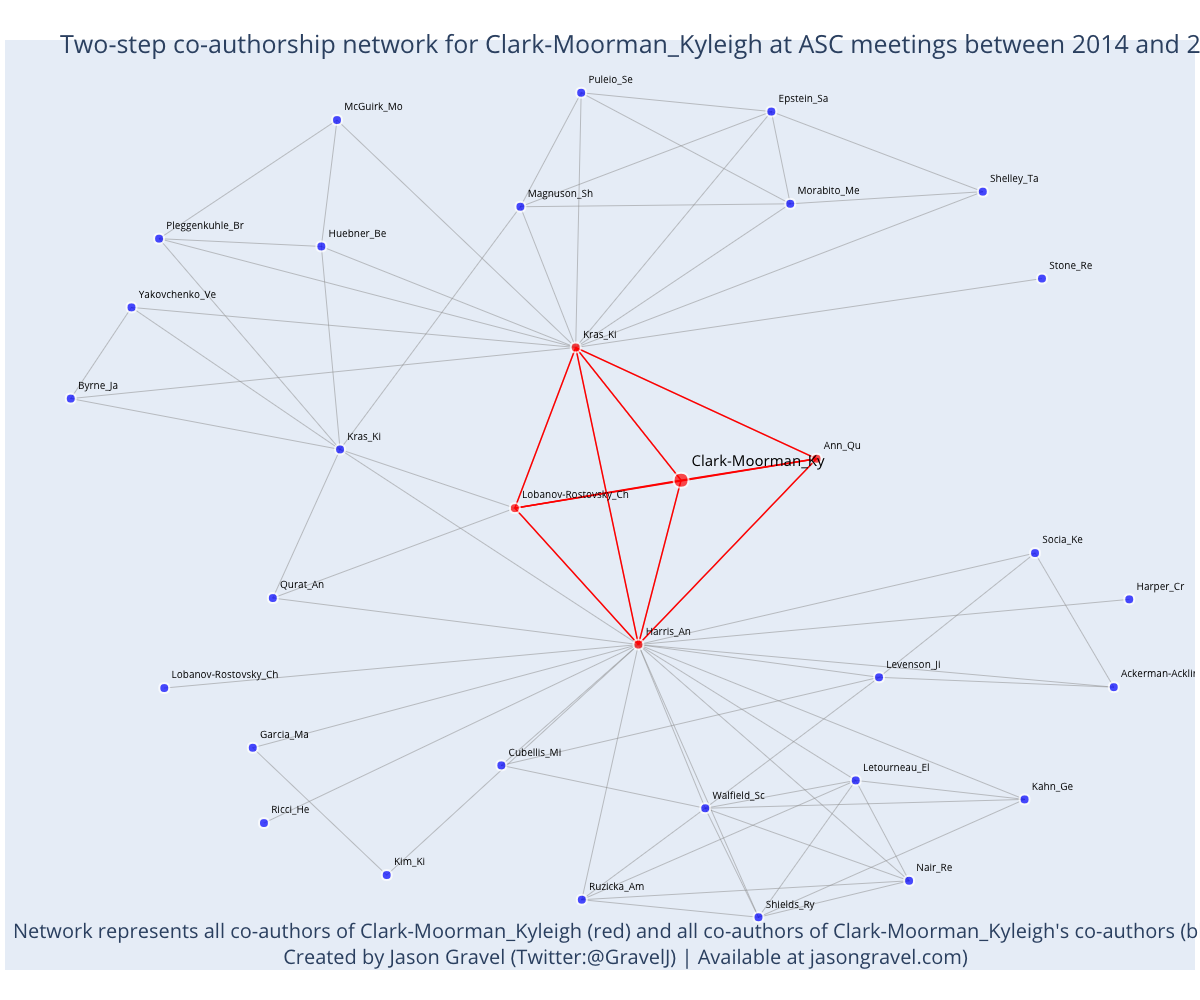 Two-step co-authorship network for Clark-Moorman_Kyleigh at ASC meetings between 2014 and 2
Puleio_Se
Epstein_Sa
McGuirk_Mo
Shelley_Ta
Magnuson_Sh
Morabito_Me
Pleggenkuhle_Br
Huebner_Be
Stone_Re
Yakovchenko_Ve
Kras_Ki
Byrne_Ja
Kras_Ki
Ann_Qu
Clark-Moorman_Ky
Lobanov-Rostovsky_Ch
Socia_Ke
Qurat_An
Harper_Cr
Harris_An
Levenson_Ji
Lobanov-Rostovsky_Ch
Ackerman-Acklin
Garcia_Ma
Cubellis_Mi
Letourneau_El
Kahn_Ge
Walfield_Sc
Ricci_He
Kim_Ki
Nair_Re
Ruzicka_Am
Shields_Ry
Network represents all co-authors of Clark-Moorman_Kyleigh (red) and all co-authors of Clark-Moorman_Kyleigh's co-authors (b
Created by Jason Gravel (Twitter:@GravelJ) | Available at jasongravel.com)